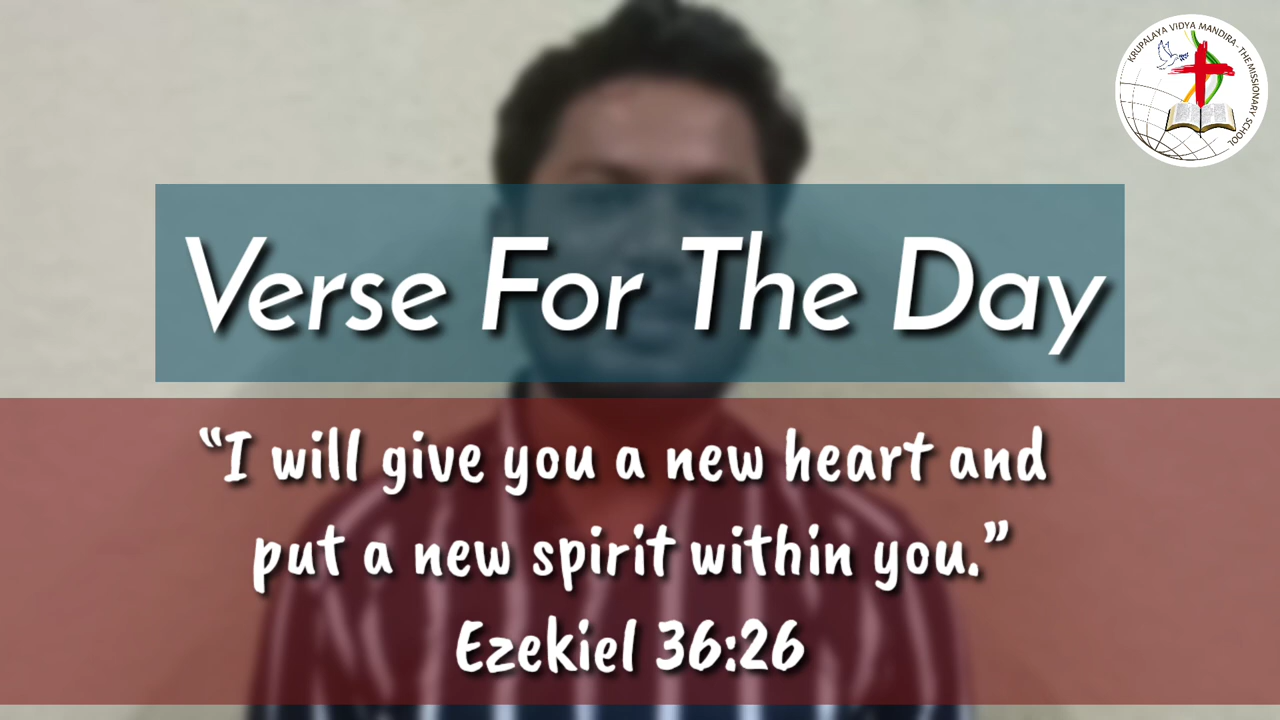 KRUPALAYA VIDYA MANDIRA - THE MISSIONARY SCHOOL
Verse For The Day
“I will give you a new heart and
put a new spirit within you.”
Ezekiel 36:26